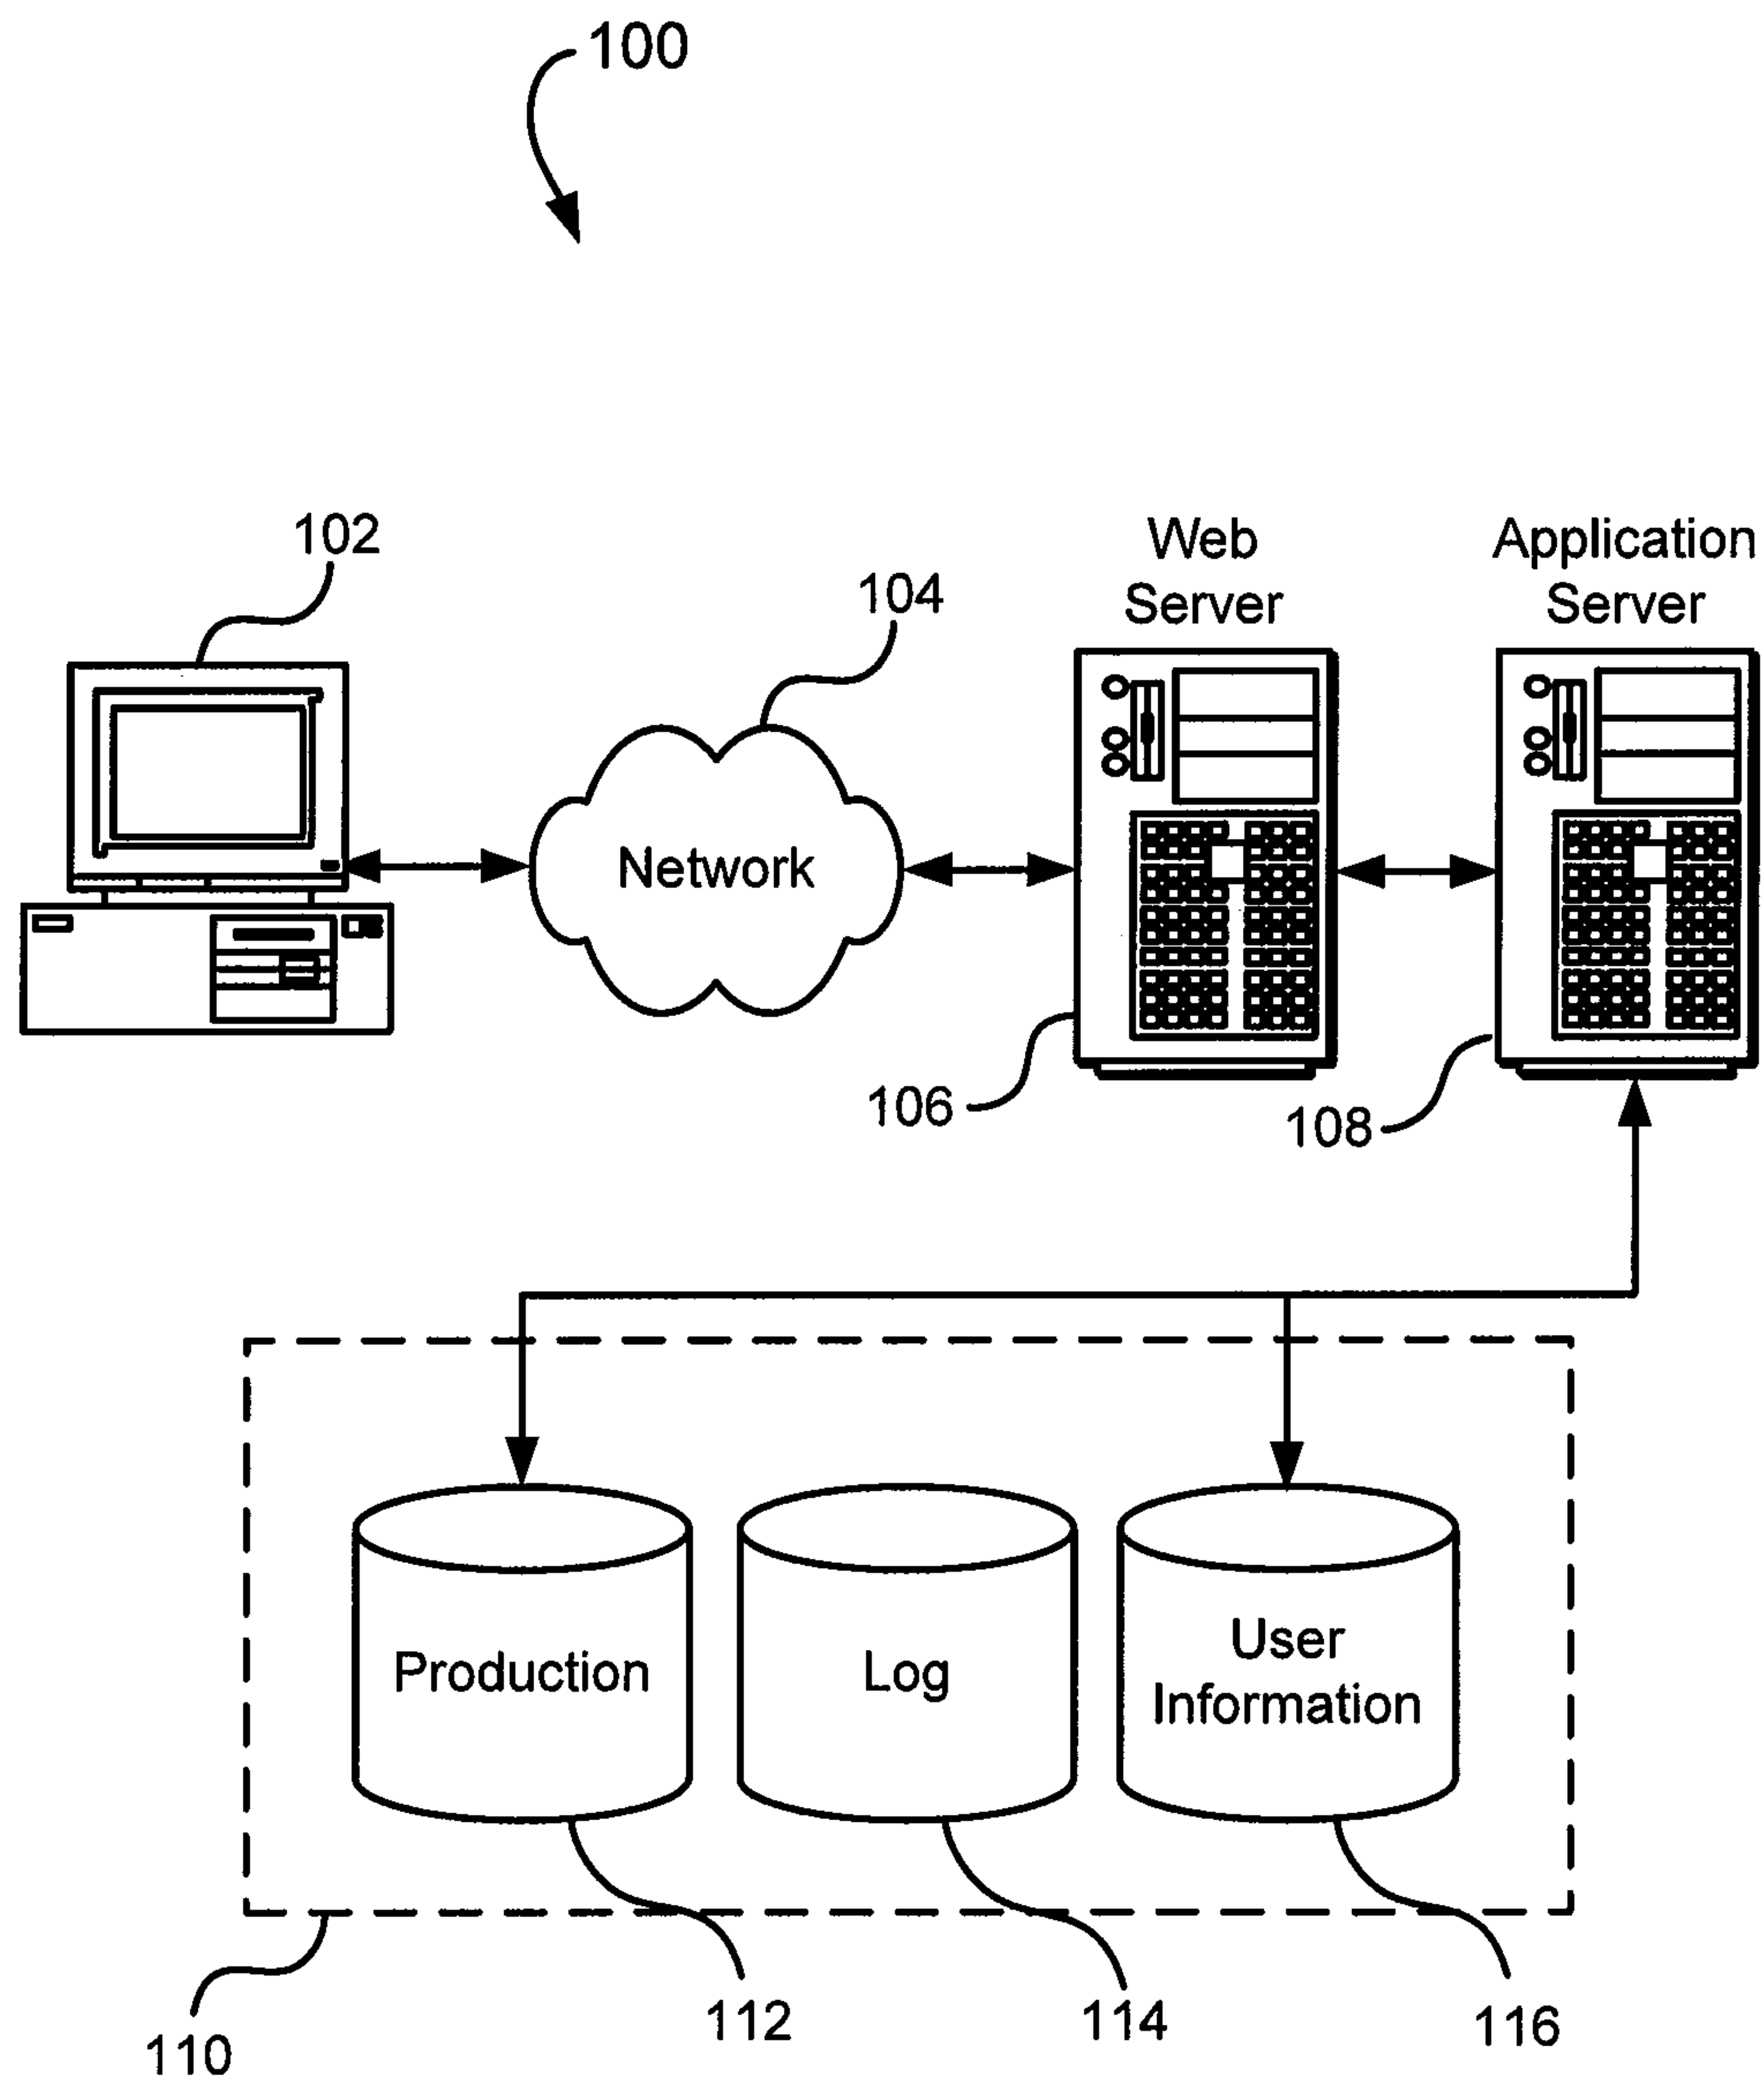 100
102
104
Web
Server
Application
Server
Network
106
108
Production
Log
User
Information
110
112
114
116